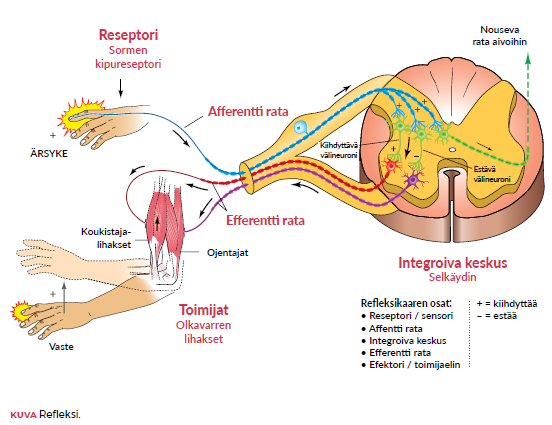 Reseptori
Sormen
kipureseptori
Nouseva
rata aivoihin
Afferentti rata
+
ÄRSYKE
+
+
+
Kiihdyttävä
välineuroni
+
–
Estävä
välineuroni
Efferentti rata
Koukistaja-
lihakset
Ojentajat
Integroiva keskus
Selkäydin
Toimijat
Olkavarren
lihakset
+
Vaste
Refleksikaaren osat:
• Reseptori / sensori
• Affentti rata
• Integroiva keskus
• Efferentti rata
• Efektori / toimijaelin
+ = kiihdyttää
– = estää
KUVA Refleksi.